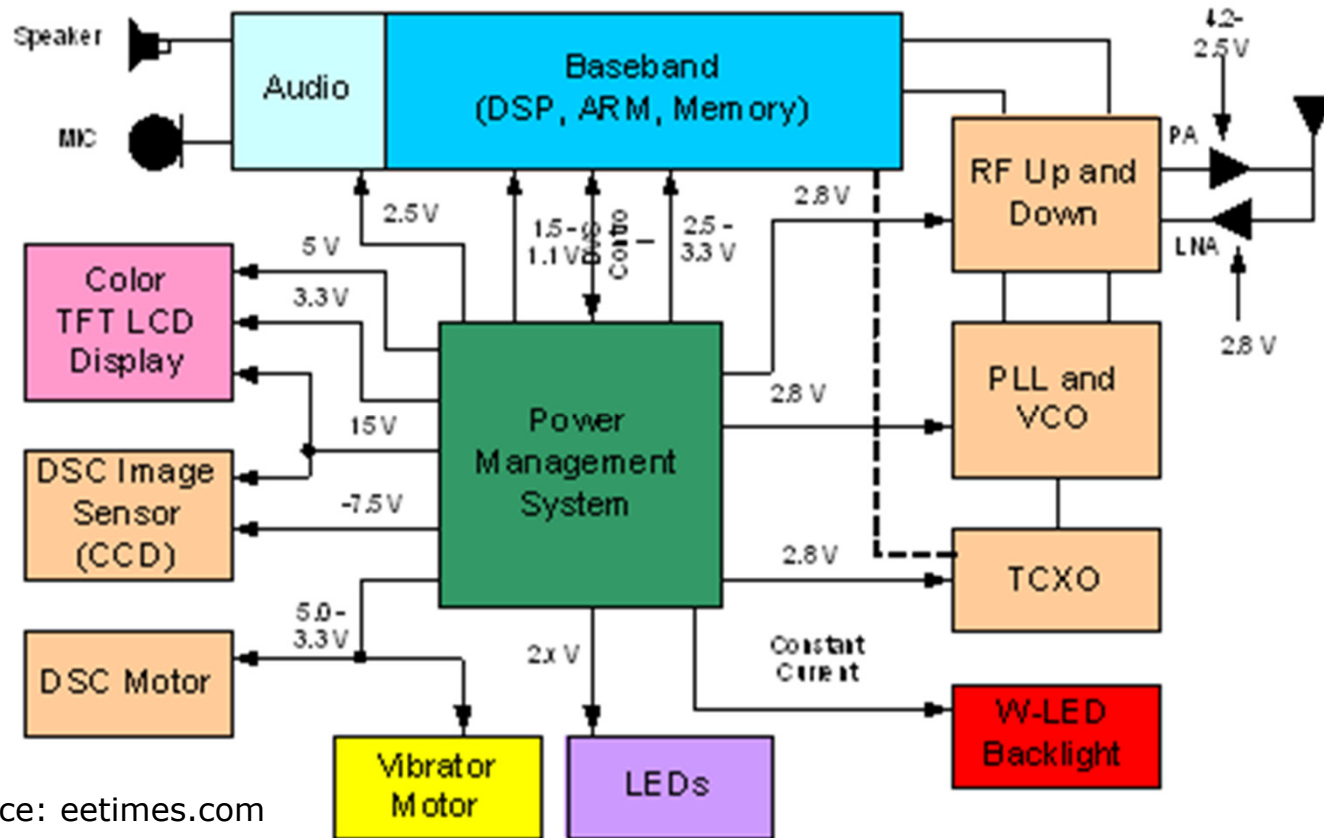 Speaker
MIC
Audio
Baseband
(DSP, ARM, Memory)
4.2-
2.5 V
PA
LNA
2.8 V
RF Up and
Down
2.5 V
1.5 -
1.1 V
DVS
Contro
l
2.5 -
3.3 V
2.8 V
5 V
3.3 V
Color
TFT LCD
Display
15 V
DSC Image
Sensor
(CCD)
-7.5 V
Power
Management
System
2.8 V
PLL and
VCO
2.8 V
TCXO
5.0 -
3.3 V
DSC Motor
2.x V
Constant
Current
W-LED
Backlight
Vibrator
Motor
LEDs
ce: eetimes.com